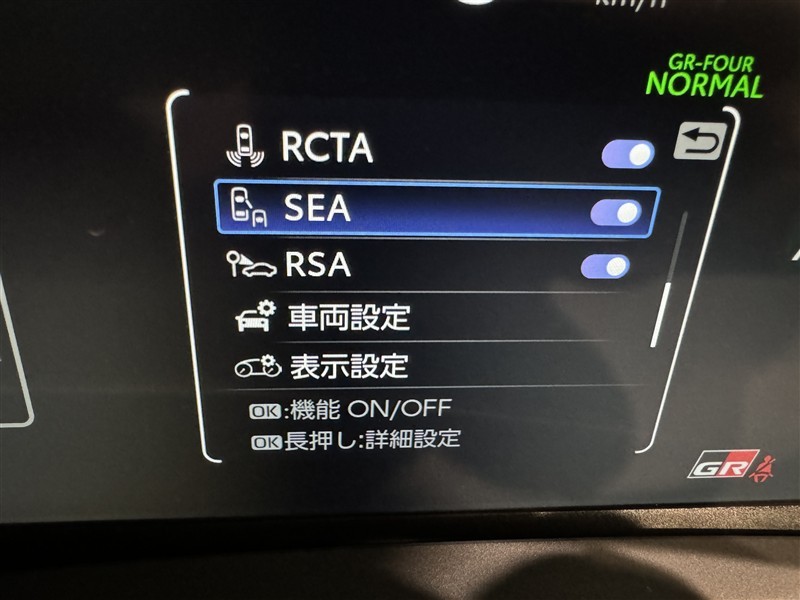 km/h
GR-FOUR
NORMAL
RCTA
SEA
RSA
車両設定
表示設定
OK:機能 ON/OFF
OK長押し:詳細設定
GR